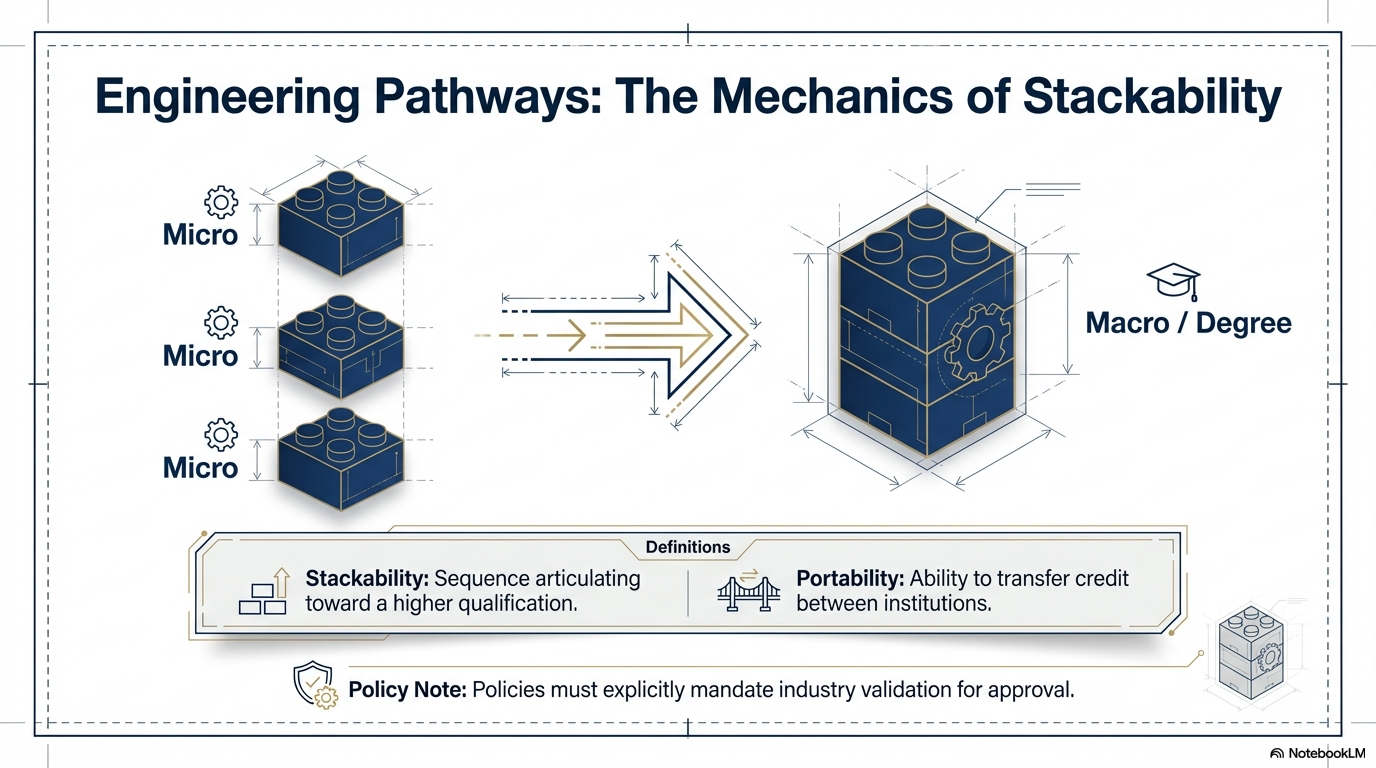 Engineering Pathways: The Mechanics of Stackability
Micro
Micro
Micro
Macro / Degree
Definitions
Stackability: Sequence articulating
toward a higher qualification.
Portability: Ability to transfer credit
between institutions.
Policy Note: Policies must explicitly mandate industry validation for approval.
NotebookLM